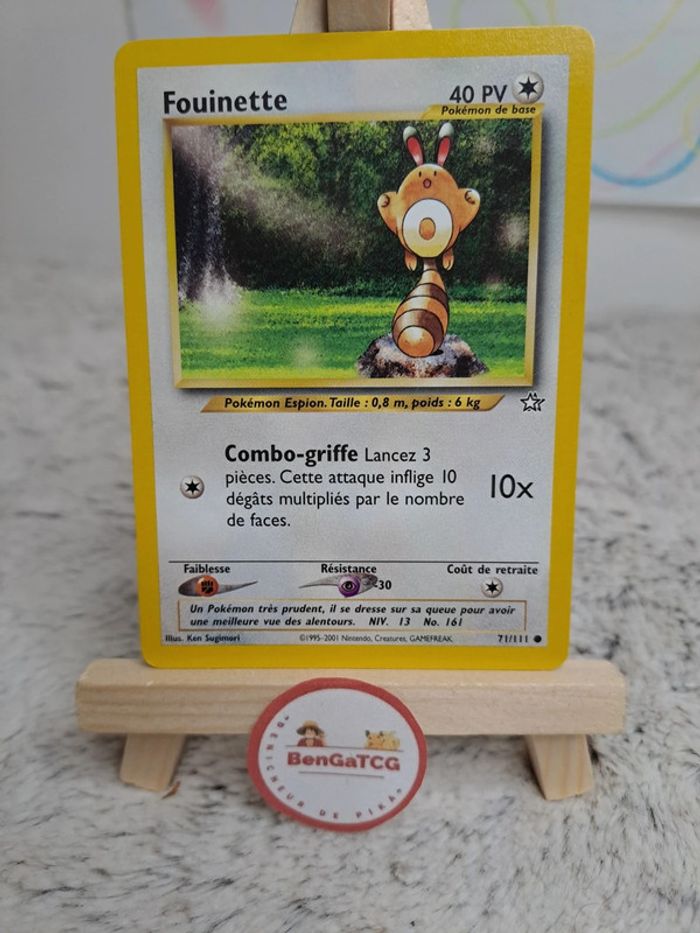 Fouinette
40 PV
Pokémon de base
Pokémon Espion. Taille : 0,8 m, poids : 6 kg
Combo-griffe Lancez 3
pièces. Cette attaque inflige 10
dégâts multipliés par le nombre
de faces.
10x
Faiblesse
Résistance
Coût de retraite
-30
Un Pokémon très prudent, il se dresse sur sa queue pour avoir
une meilleure vue des alentours. NIV. 13 No. 161
Illus. Ken Sugimori
©1995-2001 Nintendo, Creatures, GAMEFREAK.
71/111
BenGaTCG
DENICHEUR DE PIKA